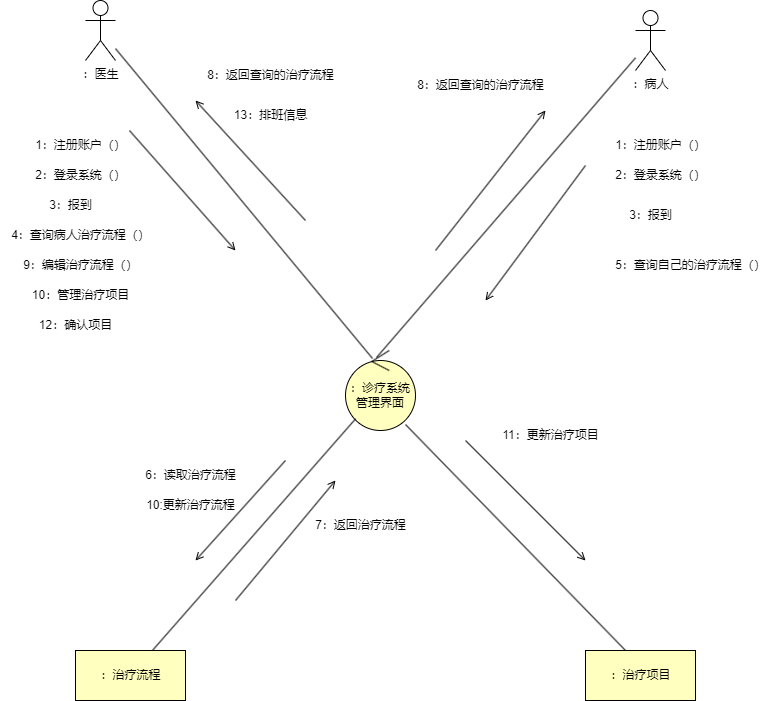 ：医生
：病人
8：返回查询的治疗流程
13：排班信息
8：返回查询的治疗流程
1：注册账户（）
2：登录系统（）
3：报到
4：查询病人治疗流程（）
9：编辑治疗流程（）
10：管理治疗项目
12：确认项目
1：注册账户（）
2：登录系统（）
3：报到
5：查询自己的治疗流程（）
：诊疗系统
管理界面
6：读取治疗流程
10:更新治疗流程
7：返回治疗流程
11：更新治疗项目
：治疗流程
：治疗项目